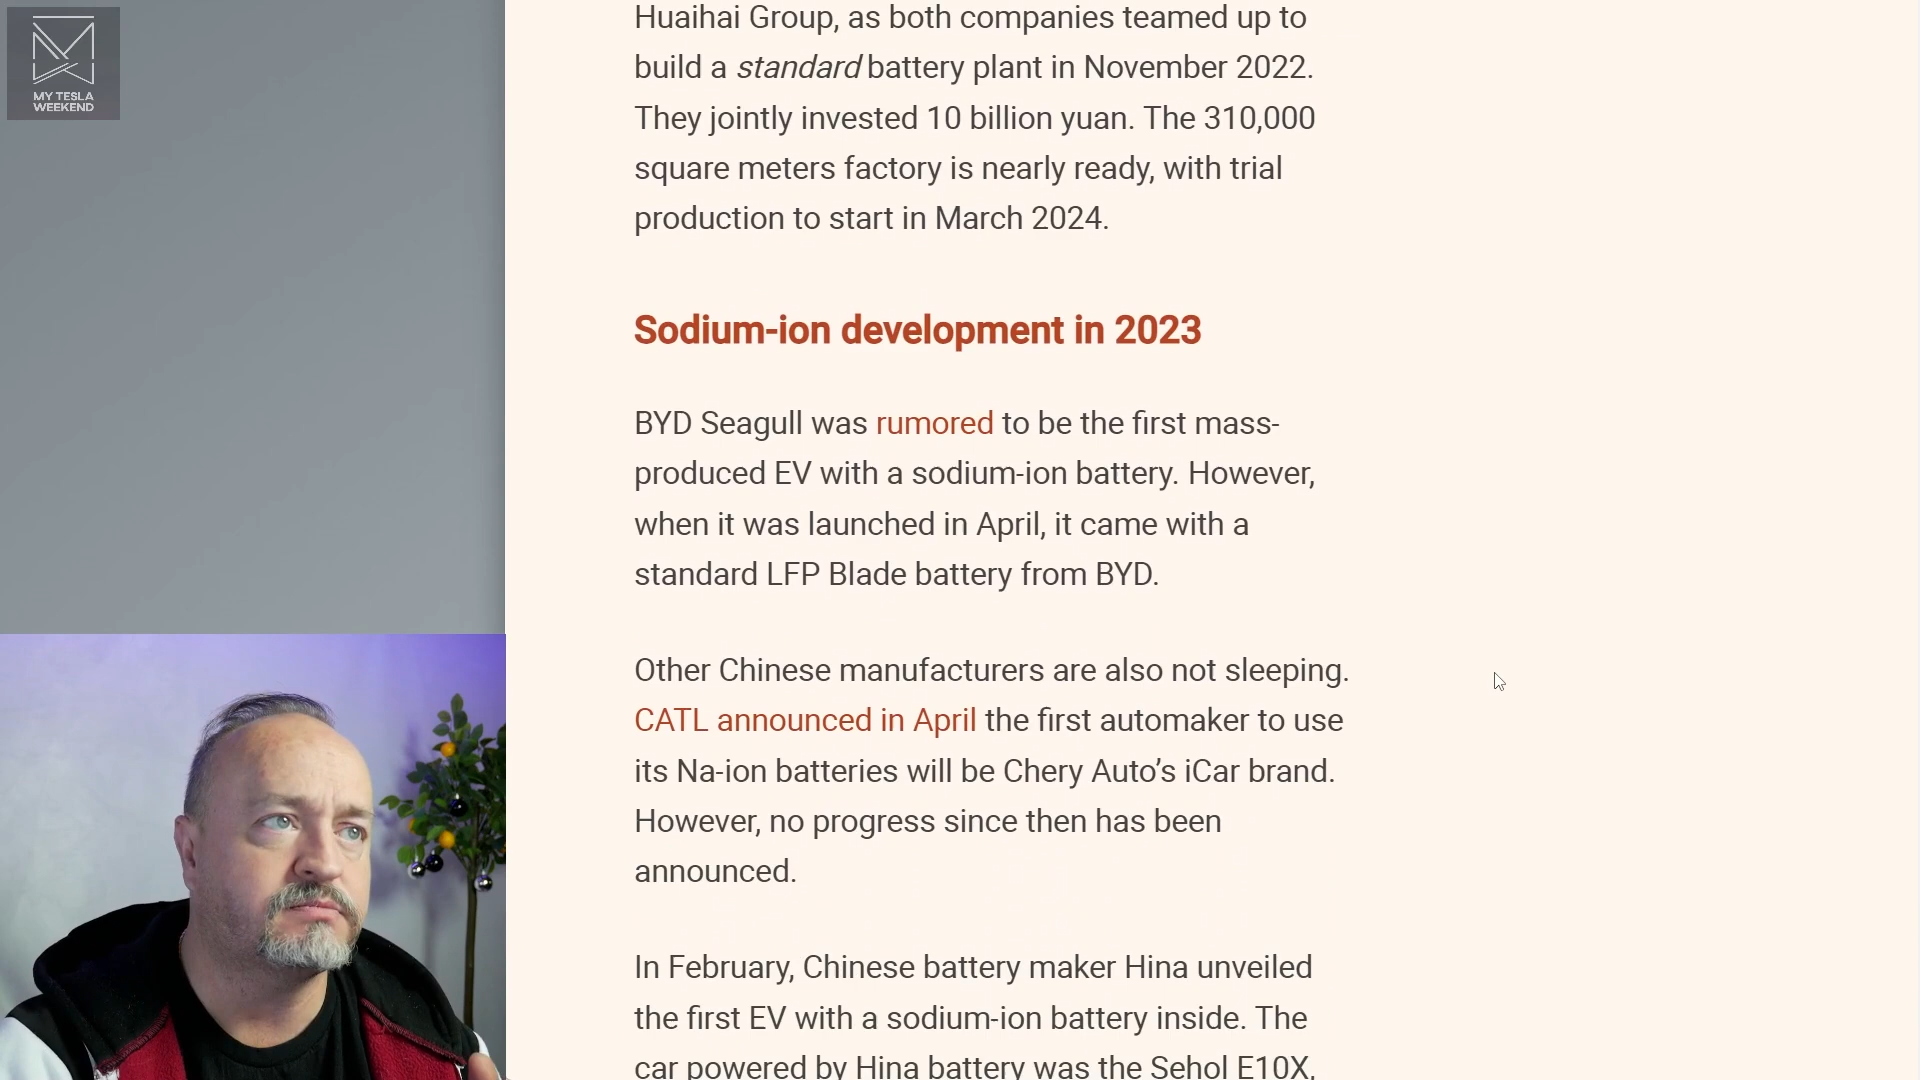 MY TESLA
WEEKEND
Huaihai Group, as both companies teamed up to
build a standard battery plant in November 2022.
They jointly invested 10 billion yuan. The 310,000
square meters factory is nearly ready, with trial
production to start in March 2024.
Sodium-ion development in 2023
BYD Seagull was rumored to be the first mass-
produced EV with a sodium-ion battery. However,
when it was launched in April, it came with a
standard LFP Blade battery from BYD.
Other Chinese manufacturers are also not sleeping.
CATL announced in April the first automaker to use
its Na-ion batteries will be Chery Auto’s iCar brand.
However, no progress since then has been
announced.
In February, Chinese battery maker Hina unveiled
the first EV with a sodium-ion battery inside. The
car powered by Hina battery was the Sehol E10X,